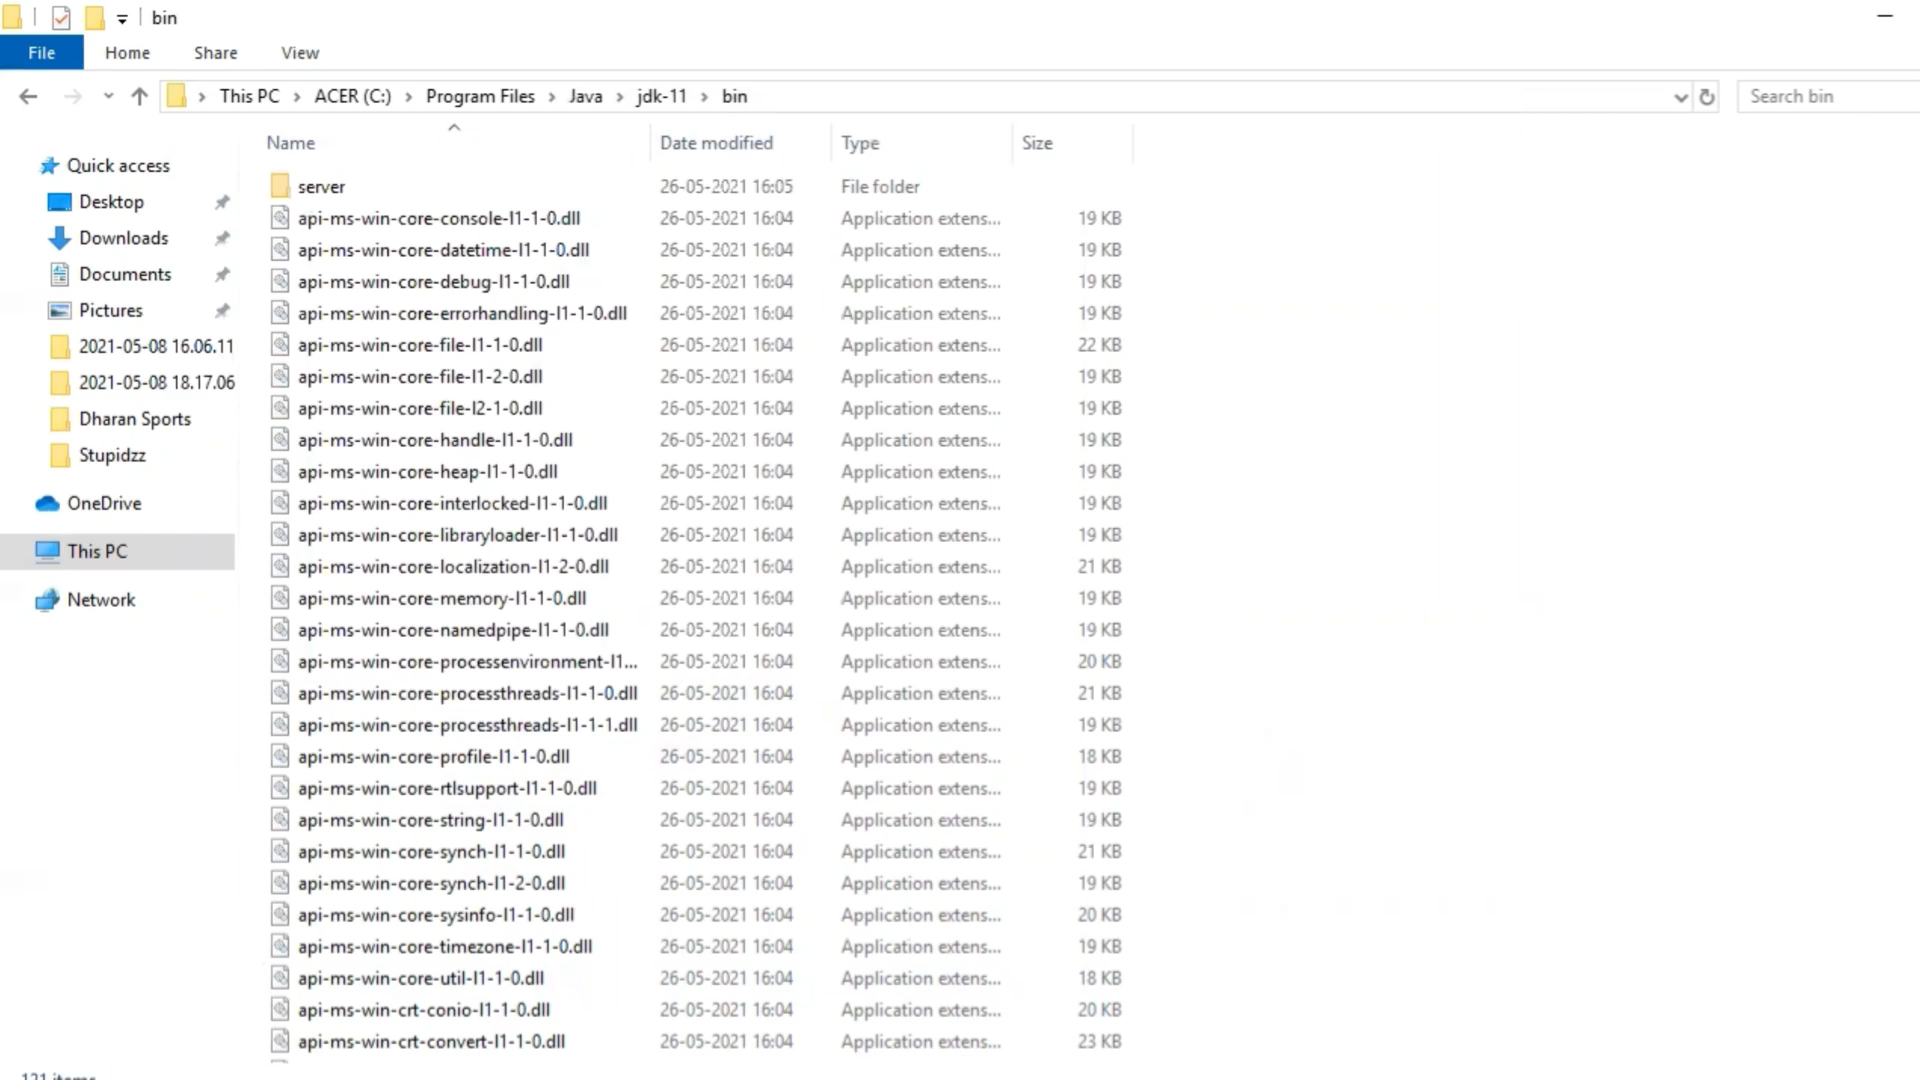 bin
File Home Share View
This PC > ACER (C:) > Program Files > Java > jdk-11 > bin
Search bin
Name Date modified Type Size
Quick access
Desktop
Downloads
Documents
Pictures
2021-05-08 16.06.11
2021-05-08 18.17.06
Dharan Sports
Stupidzz
OneDrive
This PC
Network
server 26-05-2021 16:05 File folder
api-ms-win-core-console-l1-1-0.dll 26-05-2021 16:04 Application extens... 19 KB
api-ms-win-core-datetime-l1-1-0.dll 26-05-2021 16:04 Application extens... 19 KB
api-ms-win-core-debug-l1-1-0.dll 26-05-2021 16:04 Application extens... 19 KB
api-ms-win-core-errorhandling-l1-1-0.dll 26-05-2021 16:04 Application extens... 19 KB
api-ms-win-core-file-l1-1-0.dll 26-05-2021 16:04 Application extens... 22 KB
api-ms-win-core-file-l1-2-0.dll 26-05-2021 16:04 Application extens... 19 KB
api-ms-win-core-file-l2-1-0.dll 26-05-2021 16:04 Application extens... 19 KB
api-ms-win-core-handle-l1-1-0.dll 26-05-2021 16:04 Application extens... 19 KB
api-ms-win-core-heap-l1-1-0.dll 26-05-2021 16:04 Application extens... 19 KB
api-ms-win-core-interlocked-l1-1-0.dll 26-05-2021 16:04 Application extens... 19 KB
api-ms-win-core-libraryloader-l1-1-0.dll 26-05-2021 16:04 Application extens... 19 KB
api-ms-win-core-localization-l1-2-0.dll 26-05-2021 16:04 Application extens... 21 KB
api-ms-win-core-memory-l1-1-0.dll 26-05-2021 16:04 Application extens... 19 KB
api-ms-win-core-namedpipe-l1-1-0.dll 26-05-2021 16:04 Application extens... 19 KB
api-ms-win-core-processenvironment-l1... 26-05-2021 16:04 Application extens... 20 KB
api-ms-win-core-processthreads-l1-1-0.dll 26-05-2021 16:04 Application extens... 21 KB
api-ms-win-core-processthreads-l1-1-1.dll 26-05-2021 16:04 Application extens... 19 KB
api-ms-win-core-profile-l1-1-0.dll 26-05-2021 16:04 Application extens... 18 KB
api-ms-win-core-rtlsupport-l1-1-0.dll 26-05-2021 16:04 Application extens... 19 KB
api-ms-win-core-string-l1-1-0.dll 26-05-2021 16:04 Application extens... 19 KB
api-ms-win-core-synch-l1-1-0.dll 26-05-2021 16:04 Application extens... 21 KB
api-ms-win-core-synch-l1-2-0.dll 26-05-2021 16:04 Application extens... 19 KB
api-ms-win-core-sysinfo-l1-1-0.dll 26-05-2021 16:04 Application extens... 20 KB
api-ms-win-core-timezone-l1-1-0.dll 26-05-2021 16:04 Application extens... 19 KB
api-ms-win-core-util-l1-1-0.dll 26-05-2021 16:04 Application extens... 18 KB
api-ms-win-crt-conio-l1-1-0.dll 26-05-2021 16:04 Application extens... 20 KB
api-ms-win-crt-convert-l1-1-0.dll 26-05-2021 16:04 Application extens... 23 KB